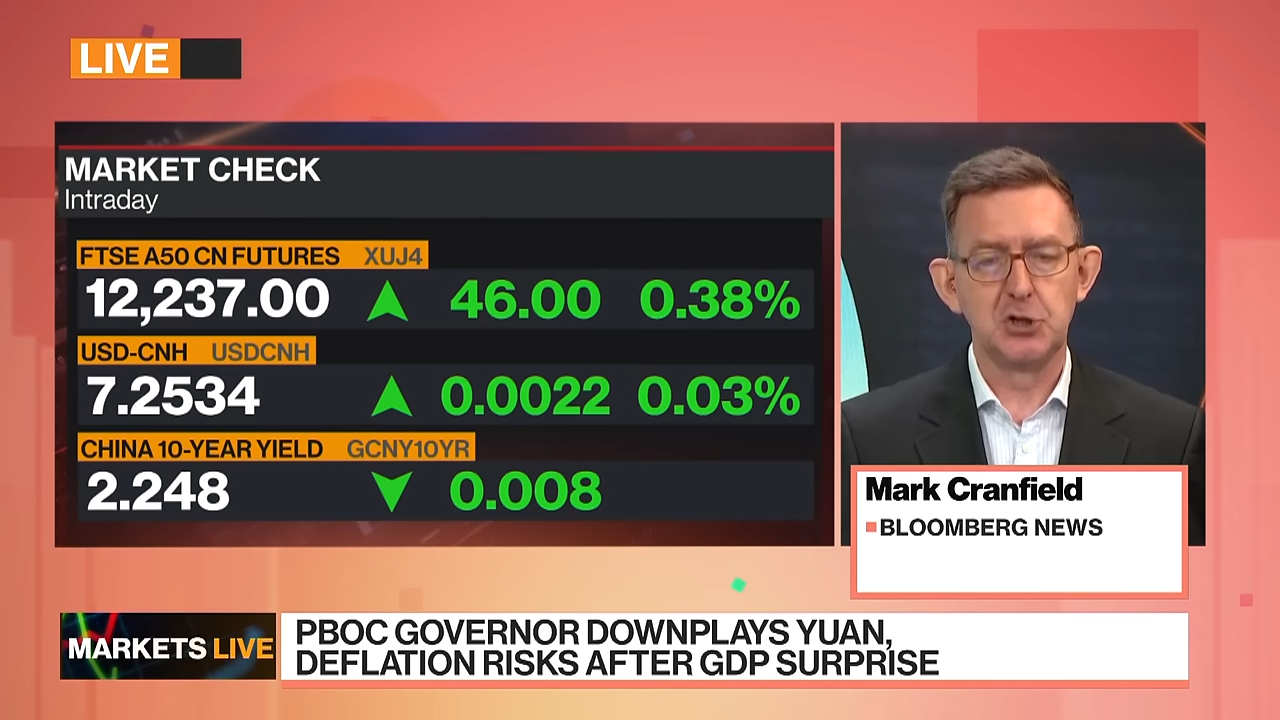 LIVE
MARKET CHECK
Intraday
FTSE A50 CN FUTURES XUJ4
12,237.00 46.00 0.38%
USD-CNH USDCNH
7.2534 0.0022 0.03%
CHINA 10-YEAR YIELD GCNY10YR
2.248 0.008
Mark Cranfield
BLOOMBERG NEWS
MARKETS LIVE
PBOC GOVERNOR DOWNPLAYS YUAN,
DEFLATION RISKS AFTER GDP SURPRISE